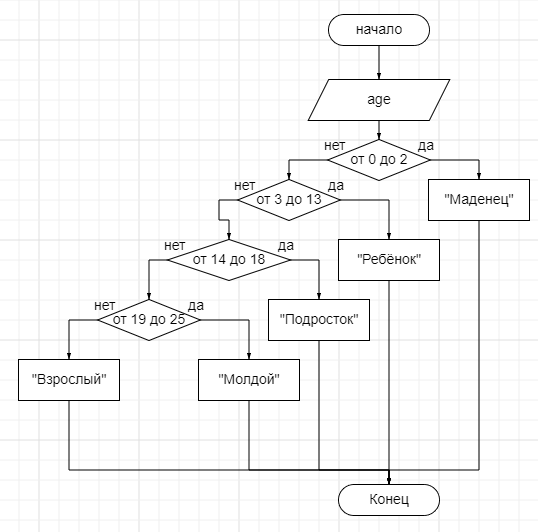 начало
age
нет
да
от 0 до 2
нет
да
от 3 до 13
"Маденец"
нет
да
от 14 до 18
"Ребёнок"
нет
да
от 19 до 25
"Подросток"
"Взрослый"
"Молдой"
Конец